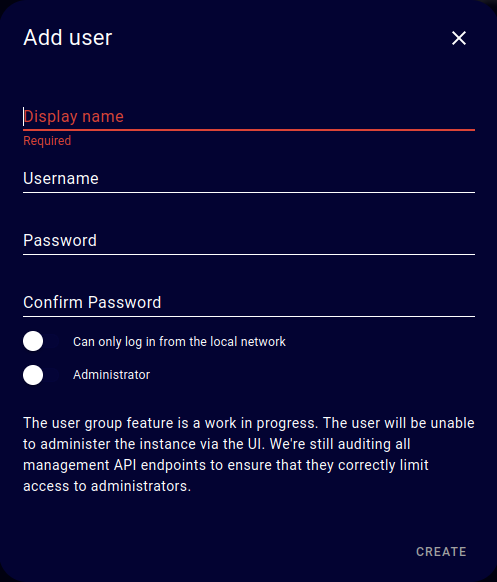 Add user
Display name
Required
Username
Password
Confirm Password
Can only log in from the local network
Administrator
The user group feature is a work in progress. The user will be unable
to administer the instance via the UI. We're still auditing all
management API endpoints to ensure that they correctly limit
access to administrators.
CREATE